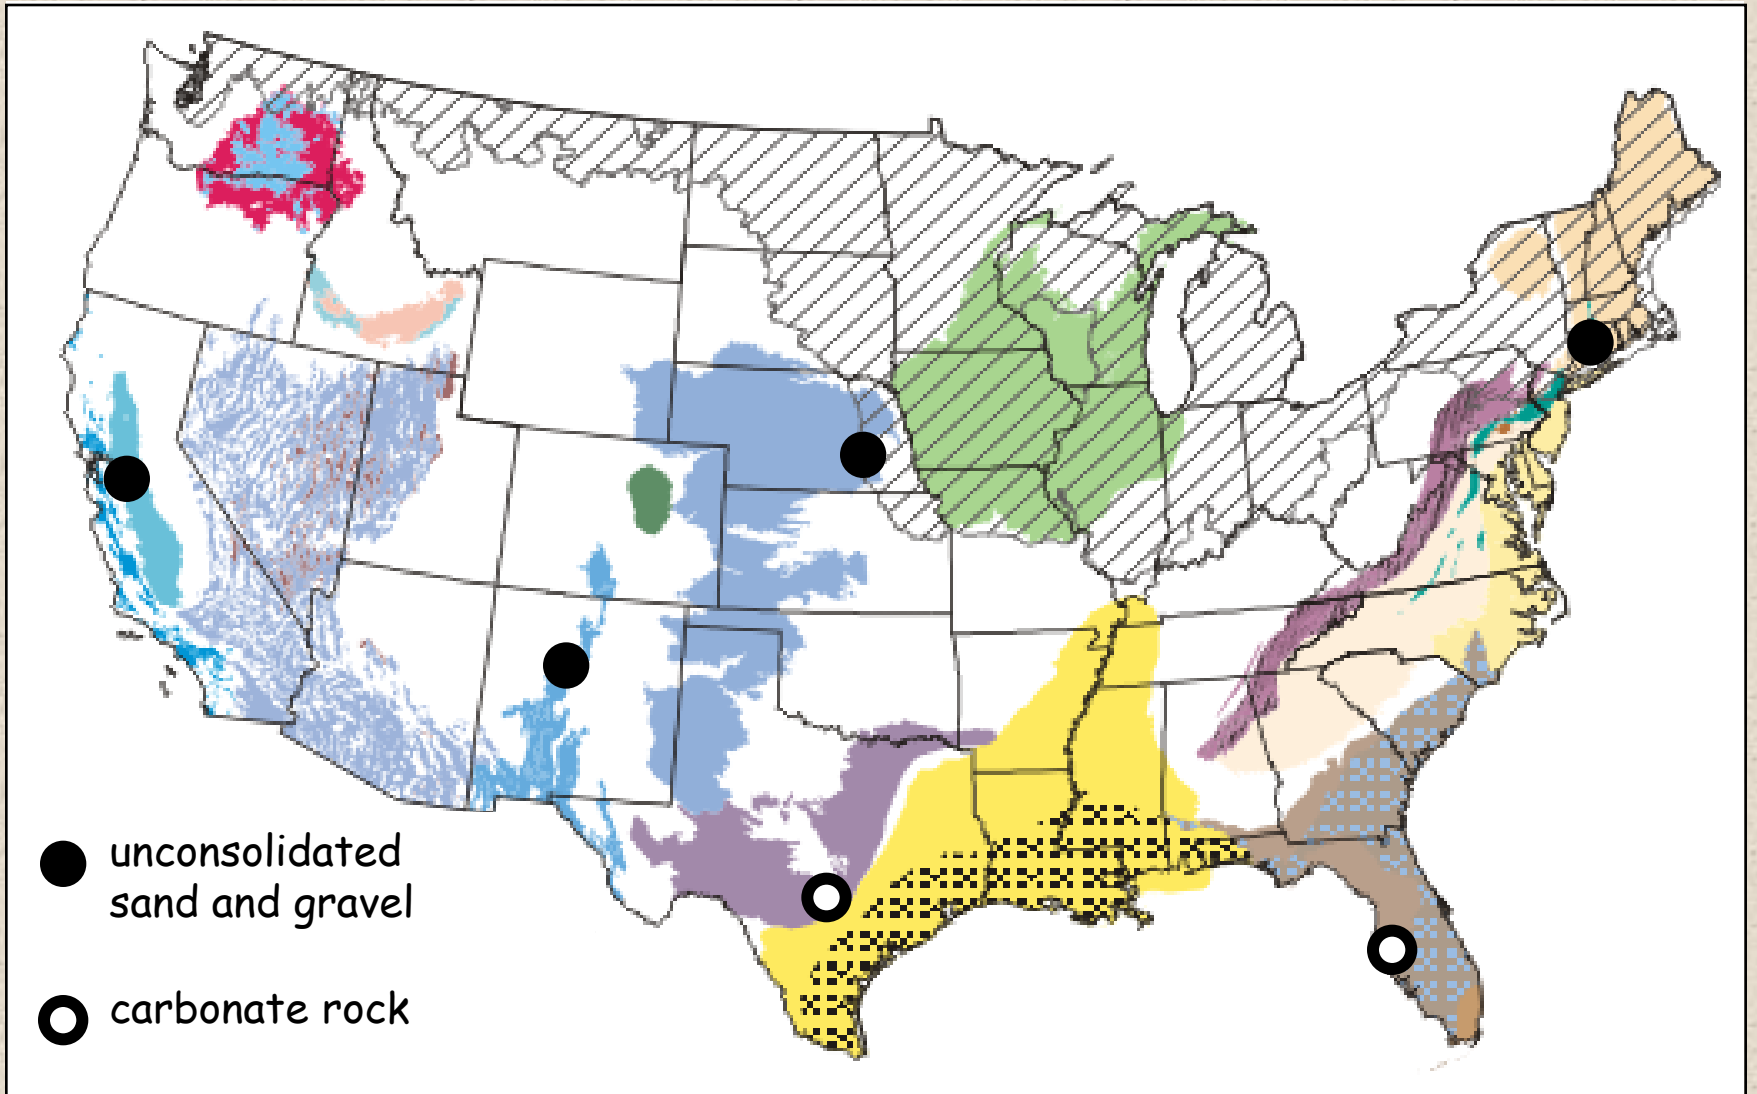 unconsolidated
sand and gravel
carbonate rock